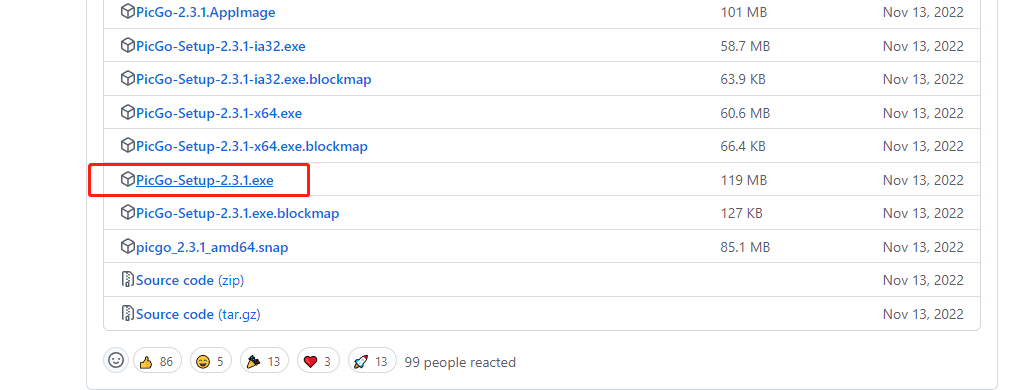 PicGo-2.3.1.AppImage 101 MB Nov 13, 2022
PicGo-Setup-2.3.1-ia32.exe 58.7 MB Nov 13, 2022
PicGo-Setup-2.3.1-ia32.exe.blockmap 63.9 KB Nov 13, 2022
PicGo-Setup-2.3.1-x64.exe 60.6 MB Nov 13, 2022
PicGo-Setup-2.3.1-x64.exe.blockmap 66.4 KB Nov 13, 2022
PicGo-Setup-2.3.1.exe 119 MB Nov 13, 2022
PicGo-Setup-2.3.1.exe.blockmap 127 KB Nov 13, 2022
picgo_2.3.1_amd64.snap 85.1 MB Nov 13, 2022
Source code (zip) Nov 13, 2022
Source code (tar.gz) Nov 13, 2022
86 5 13 3 13 99 people reacted